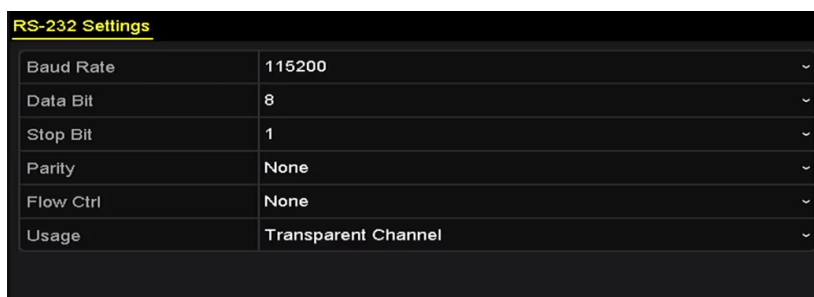 RS-232 Settings
Baud Rate 115200
Data Bit 8
Stop Bit 1
Parity None
Flow Ctrl None
Usage Transparent Channel